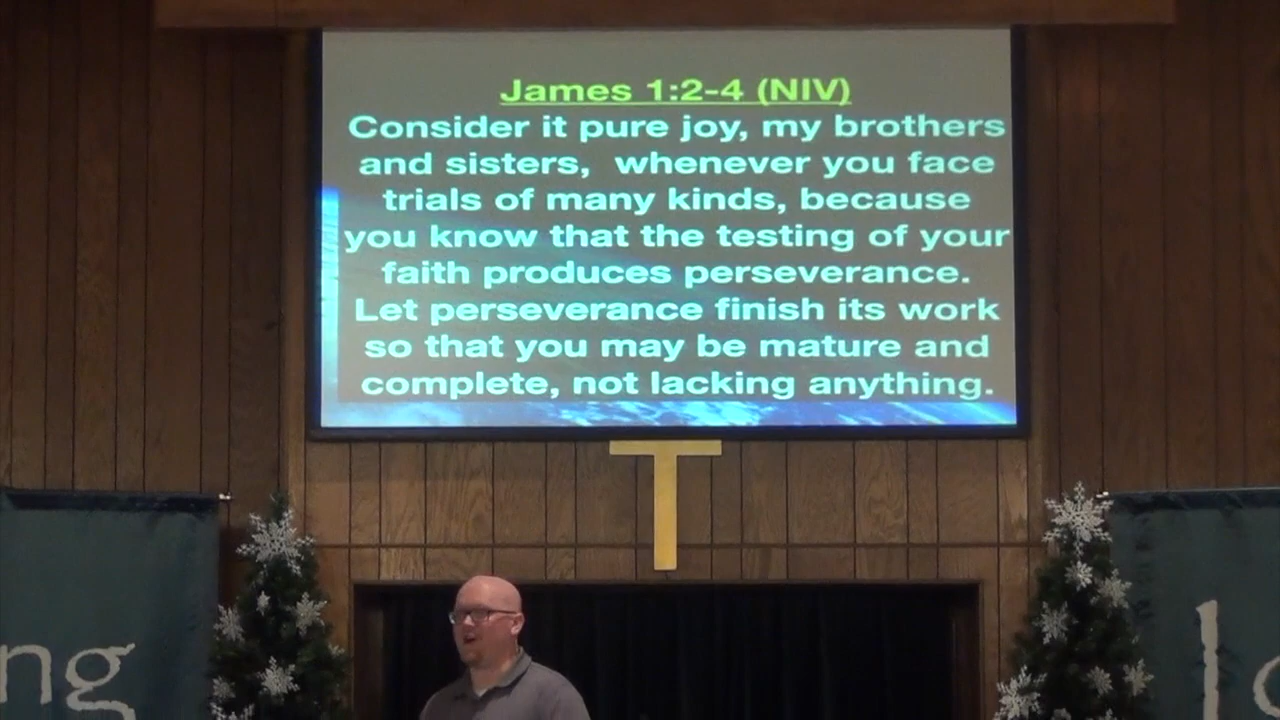 James 1:2-4 (NIV)
Consider it pure joy, my brothers
and sisters,  whenever you face
trials of many kinds, because
you know that the testing of your
faith produces perseverance.
Let perseverance finish its work
so that you may be mature and
complete, not lacking anything.
ng